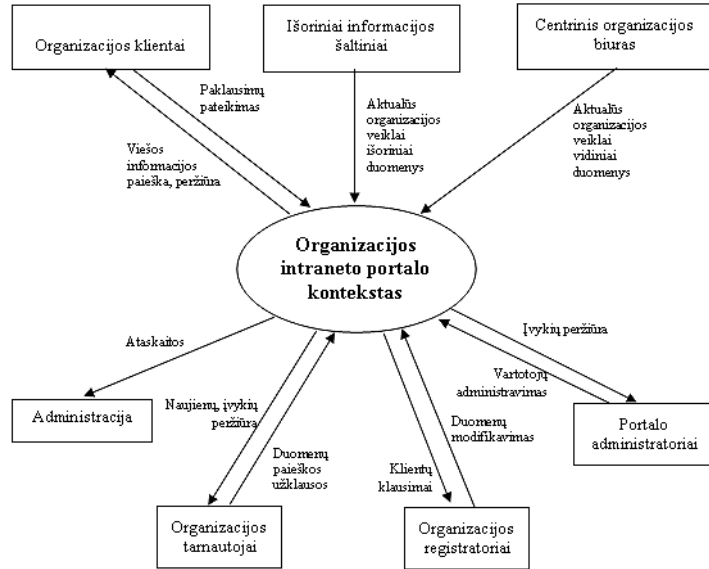 Organizacijos klientai
Išoriniai informacijos
šaltiniai
Centrinis organizacijos
biuras
Paklausimų
pateikimas
Viešos
informacijos
paieška, peržiūra
Aktualūs
organizacijos
veiklai
išoriniai
duomenys
Aktualūs
organizacijos
veiklai
vidiniai
duomenys
Organizacijos
intraneto portalo
kontekstas
Ataskaitos
Įvykių peržiūra
Vartotojų
administravimas
Administracija
Naujienų, įvykių
peržiūra
Duomenų
paieškos
užklausos
Klientų
klausimai
Duomenų
modifikavimas
Portalo
administratoriai
Organizacijos
tarnautojai
Organizacijos
registratoriai